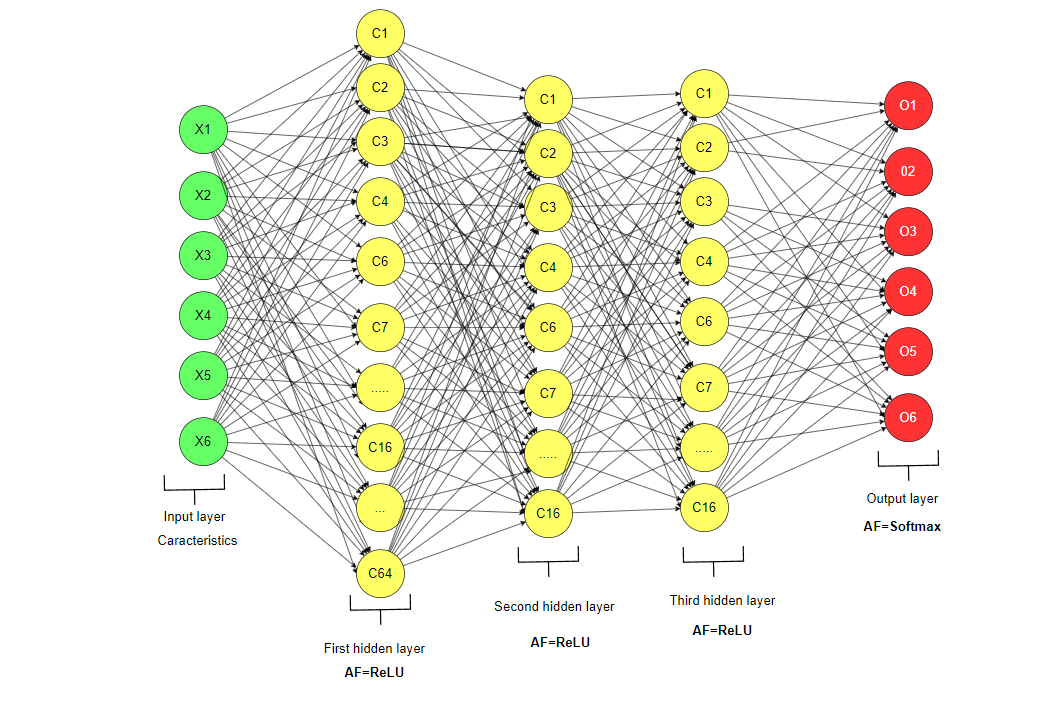 X1
X2
X3
X4
X5
X6
Input layer
Caracteristics
C1
C2
C3
C4
C6
C7
.....
C16
...
C64
First hidden layer
AF=ReLU
C1
C2
C3
C4
C6
C7
.....
C16
Second hidden layer
AF=ReLU
C1
C2
C3
C4
C6
C7
.....
C16
Third hidden layer
AF=ReLU
O1
02
O3
O4
O5
O6
Output layer
AF=Softmax